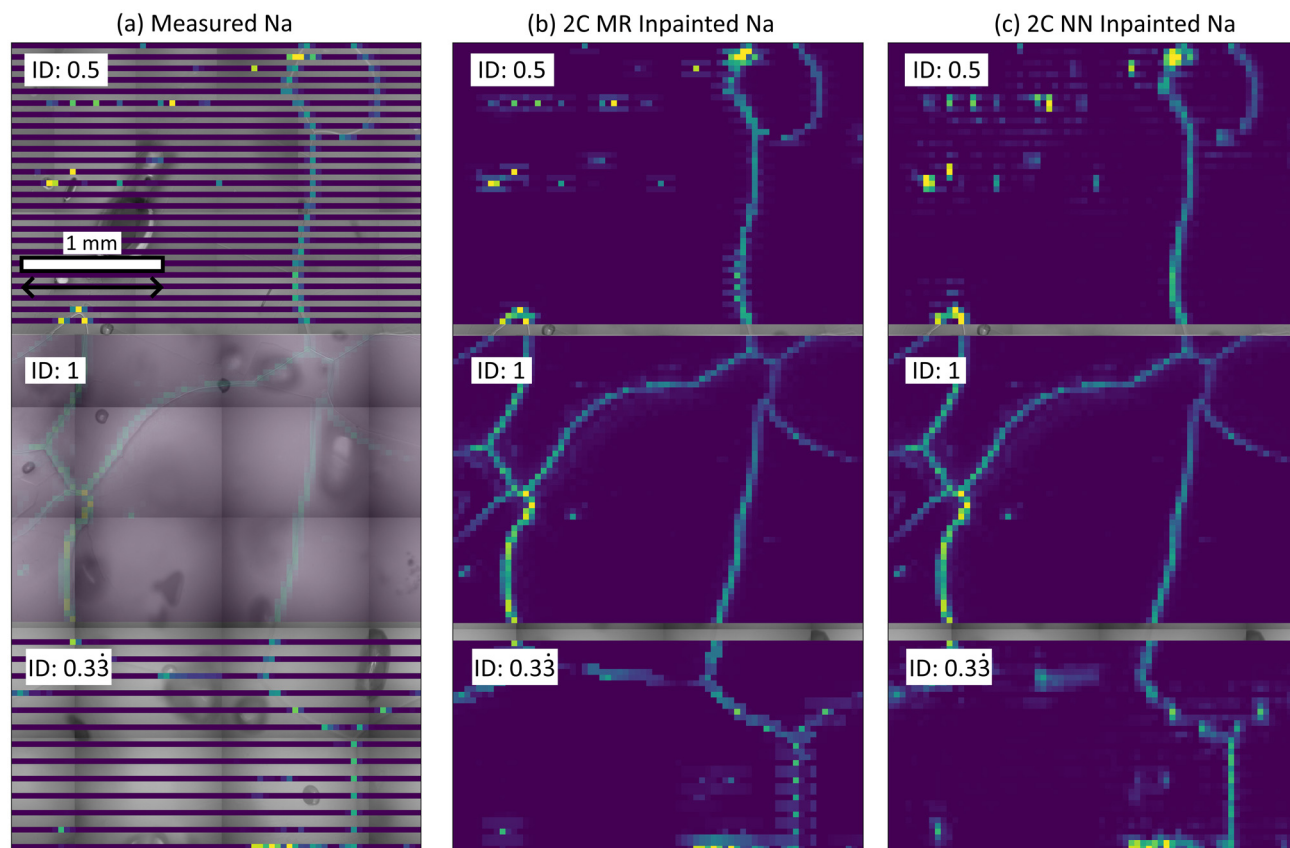 (a) Measured Na
(b) 2C MR Inpainted Na
(c) 2C NN Inpainted Na
ID: 0.5
ID: 0.5
ID: 0.5
1 mm
ID: 1
ID: 1
ID: 1
ID: 0.33̇
ID: 0.33̇
ID: 0.33̇